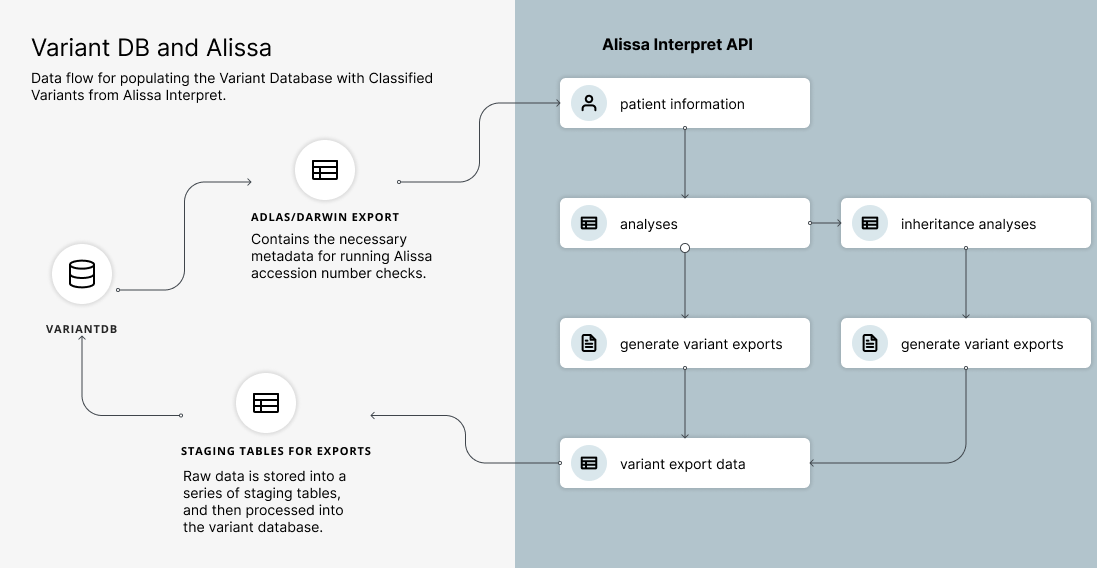 Variant DB and Alissa
Data flow for populating the Variant Database with Classified
Variants from Alissa Interpret.
ADLAS/DARWIN EXPORT
Contains the necessary
metadata for running Alissa
accession number checks.
VARIANTDB
STAGING TABLES FOR EXPORTS
Raw data is stored into a
series of staging tables,
and then processed into
the variant database.
Alissa Interpret API
patient information
analyses
inheritance analyses
generate variant exports
generate variant exports
variant export data